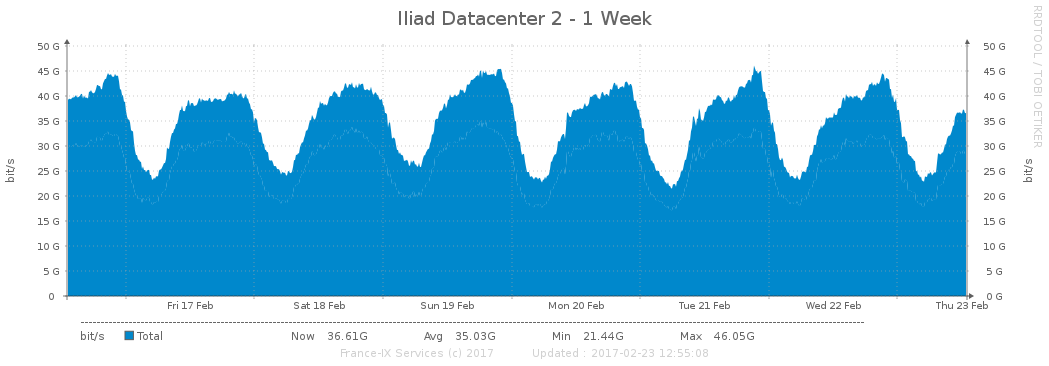 Iliad Datacenter 2 - 1 Week
RRDTOOL / TOBI OETIKER
bit/s
50 G 50 G
45 G 45 G
40 G 40 G
35 G 35 G
30 G 30 G
25 G 25 G
20 G 20 G
15 G 15 G
10 G 10 G
5 G 5 G
0 0 G
bit/s
Fri 17 Feb Sat 18 Feb Sun 19 Feb Mon 20 Feb Tue 21 Feb Wed 22 Feb Thu 23 Feb
bit/s Total Now 36.61G Avg 35.03G Min 21.44G Max 46.05G
France-IX Services (c) 2017 Updated : 2017-02-23 12:55:08